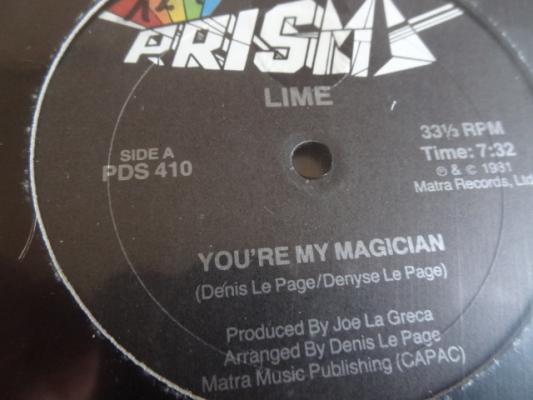 PRISM
LIME
SIDE A
PDS 410
33⅓ RPM
Time: 7:32
℗ & © 1981
Matra Records, Ltd
YOU'RE MY MAGICIAN
(Denis Le Page/Denyse Le Page)
Produced By Joe La Greca
Arranged By Denis Le Page
Matra Music Publishing (CAPAC)